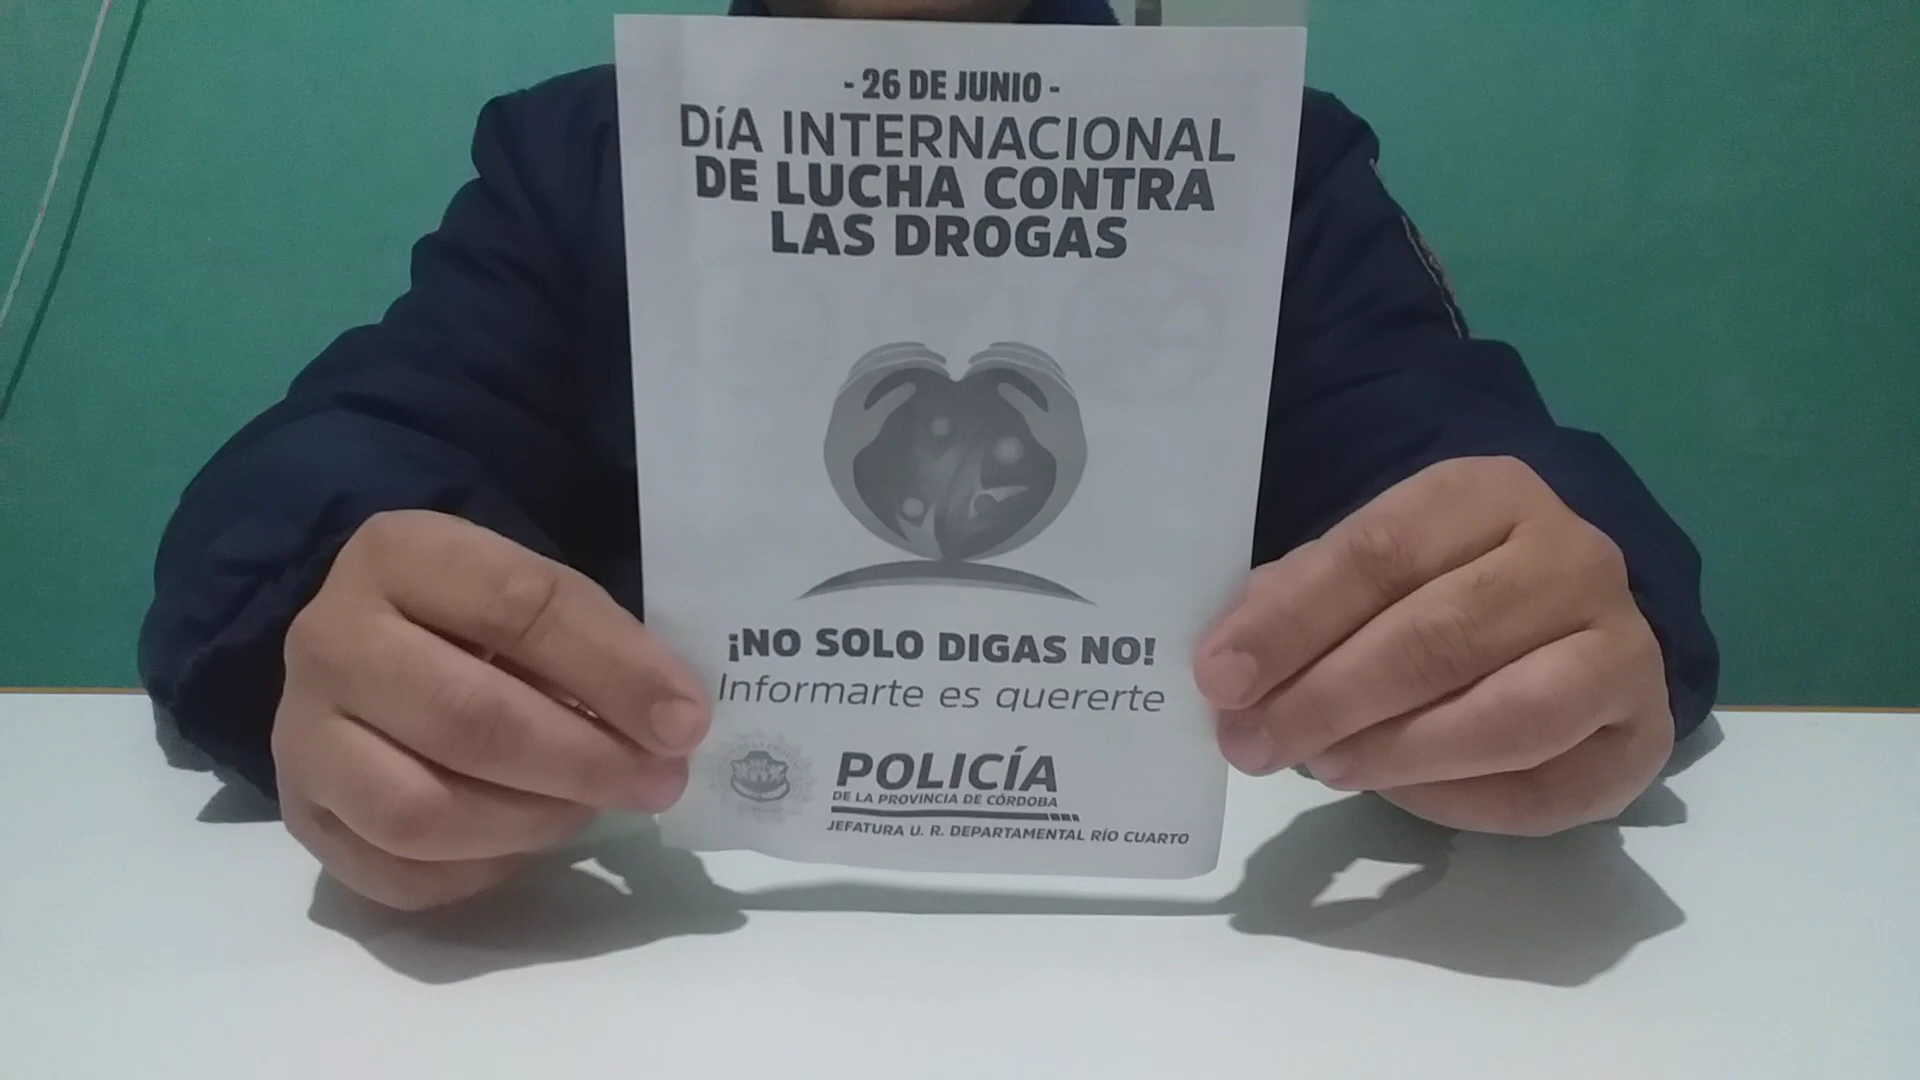 - 26 DE JUNIO -
DíA INTERNACIONAL
DE LUCHA CONTRA
LAS DROGAS
¡NO SOLO DIGAS NO!
Informarte es quererte
POLICÍA
DE LA PROVINCIA DE CÓRDOBA
JEFATURA U. R. DEPARTAMENTAL RÍO CUARTO